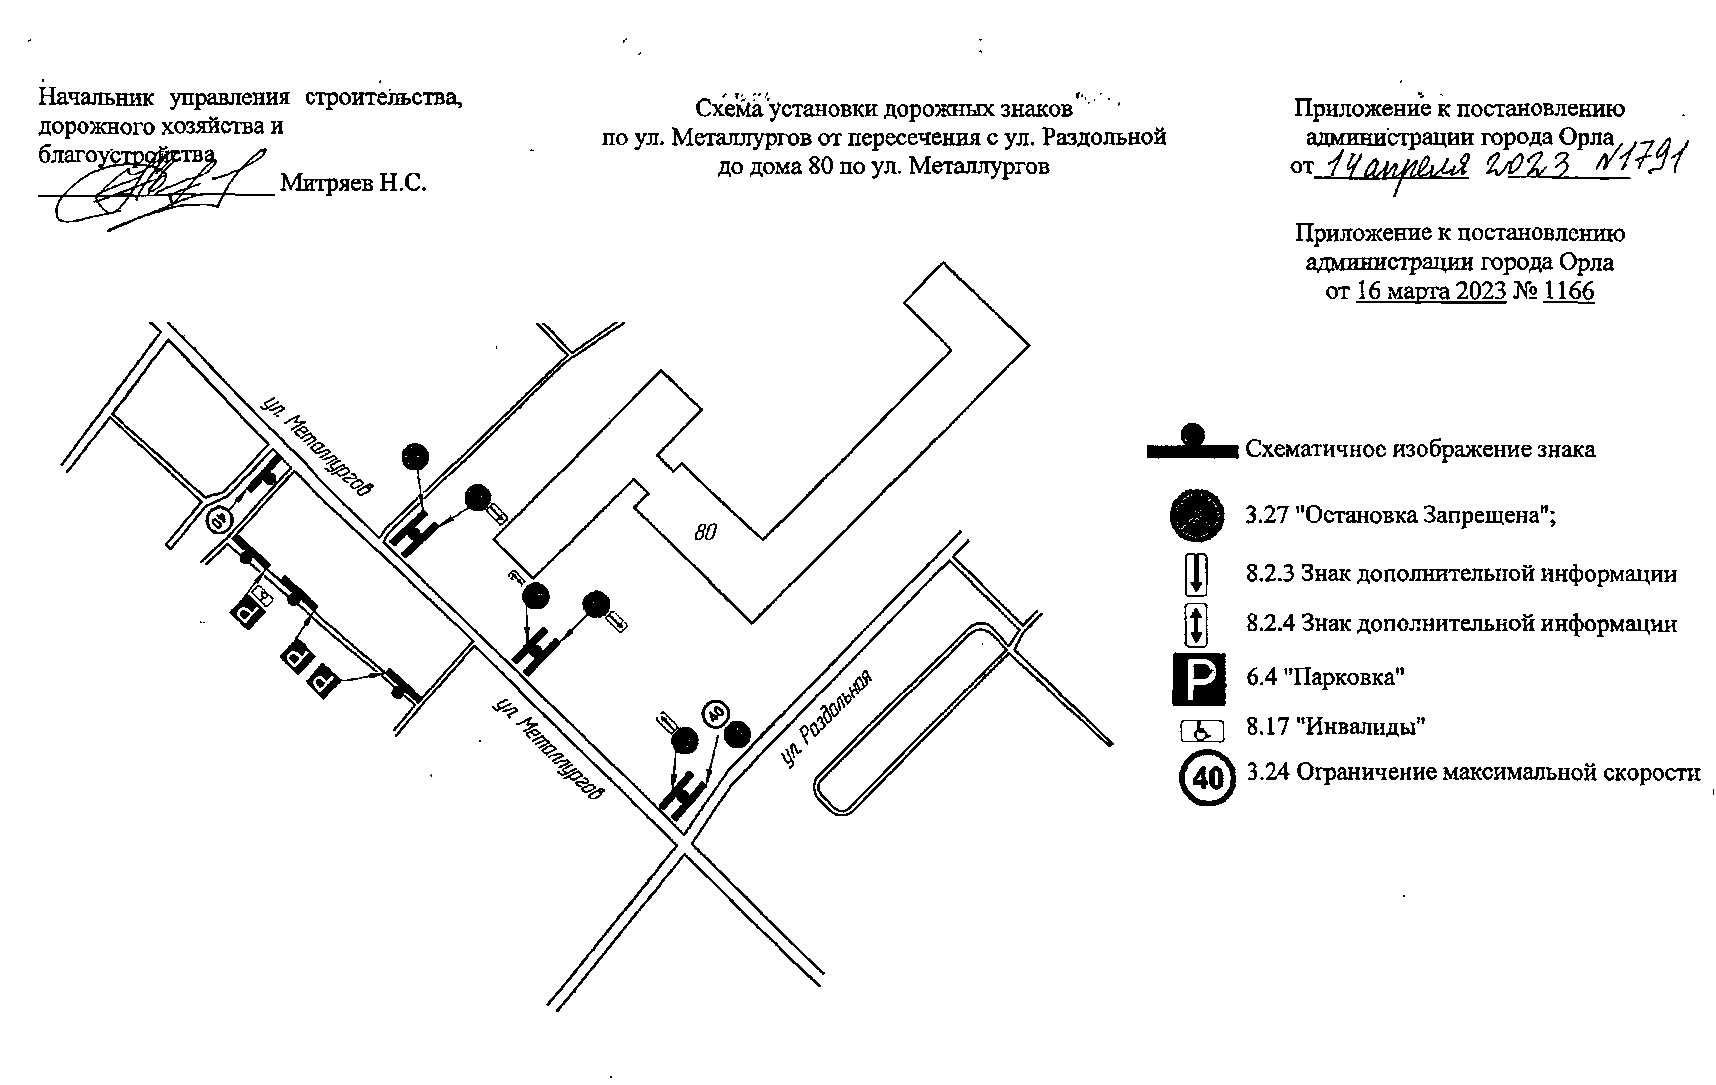 Начальник управления строительства,
дорожного хозяйства и
благоустройства
Митряев Н.С.
Схема установки дорожных знаков
по ул. Металлургов от пересечения с ул. Раздольной
до дома 80 по ул. Металлургов
Приложение к постановлению
администрации города Орла
от 14 апреля 2023 №1791
Приложение к постановлению
администрации города Орла
от 16 марта 2023 № 1166
ул. Металлургов
80
40
P
P
P
ул. Металлургов
40
ул. Раздольная
Схематичное изображение знака
3.27 "Остановка Запрещена";
8.2.3 Знак дополнительной информации
8.2.4 Знак дополнительной информации
P 6.4 "Парковка"
8.17 "Инвалиды"
40 3.24 Ограничение максимальной скорости